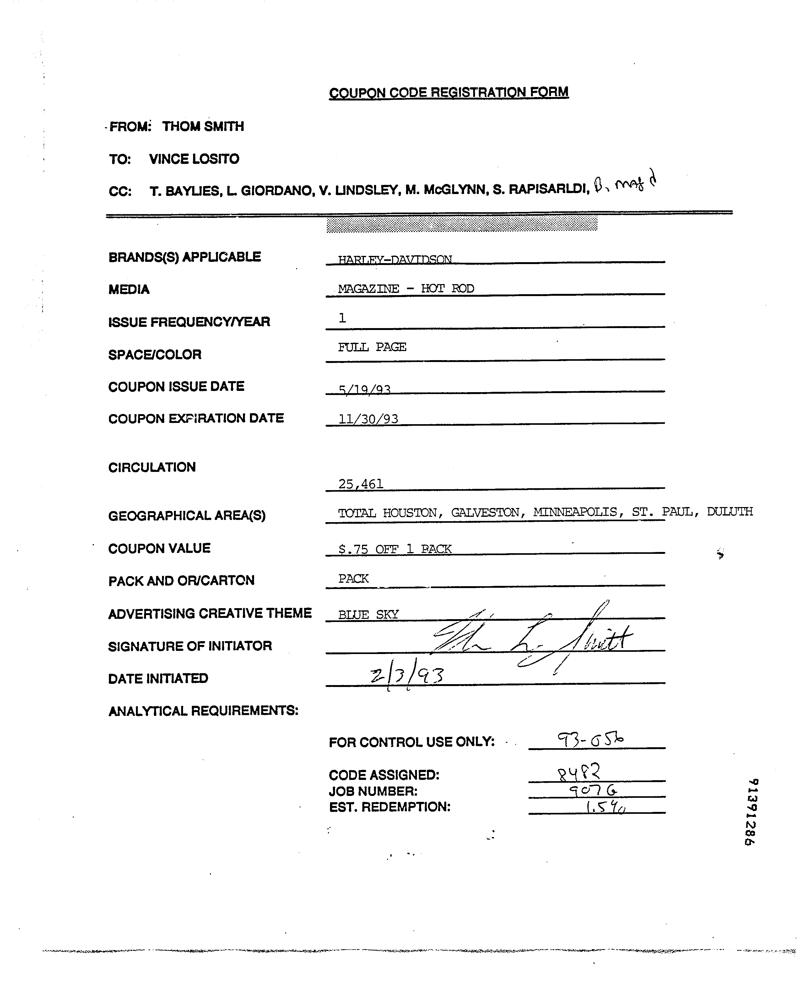 COUPON CODE REGISTRATION FORM
FROM: THOM SMITH
TO: VINCE LOSITO
CC: T. BAYLIES, L. GIORDANO, V. LINDSLEY, M. McGLYNN, S. RAPISARLDI,
BRANDS(S) APPLICABLE HARLEY-DAVIDSON
MEDIA MAGAZINE - HOT ROD
ISSUE FREQUENCY/YEAR 1
SPACE/COLOR FULL PAGE
COUPON ISSUE DATE 5/19/93
COUPON EXPIRATION DATE 11/30/93
CIRCULATION 25,461
GEOGRAPHICAL AREA(S) TOTAL HOUSTON, GALVESTON, MINNEAPOLIS, ST. PAUL, DULUTH
COUPON VALUE $.75 OFF 1 PACK
PACK AND OR/CARTON PACK
ADVERTISING CREATIVE THEME BLUE SKY
SIGNATURE OF INITIATOR
DATE INITIATED 2/3/93
ANALYTICAL REQUIREMENTS:
FOR CONTROL USE ONLY: 93-056
CODE ASSIGNED: 8482
JOB NUMBER: 9076
EST. REDEMPTION: 1.5%
91391286